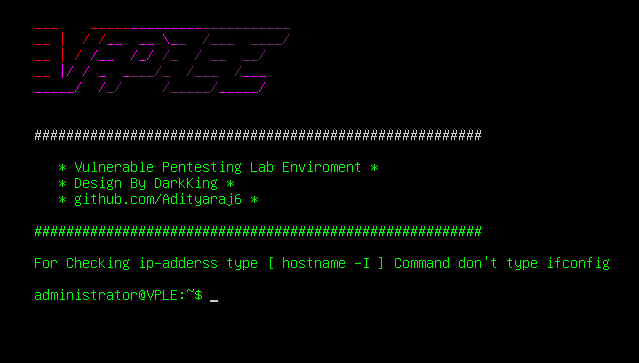 VPLE
########################################################
* Vulnerable Pentesting Lab Enviroment *
* Design By DarkKing *
* github.com/Adityaraj6 *
########################################################
For Checking ip-adderss type [ hostname -I ] Command don't type ifconfig
administrator@VPLE:~$ _